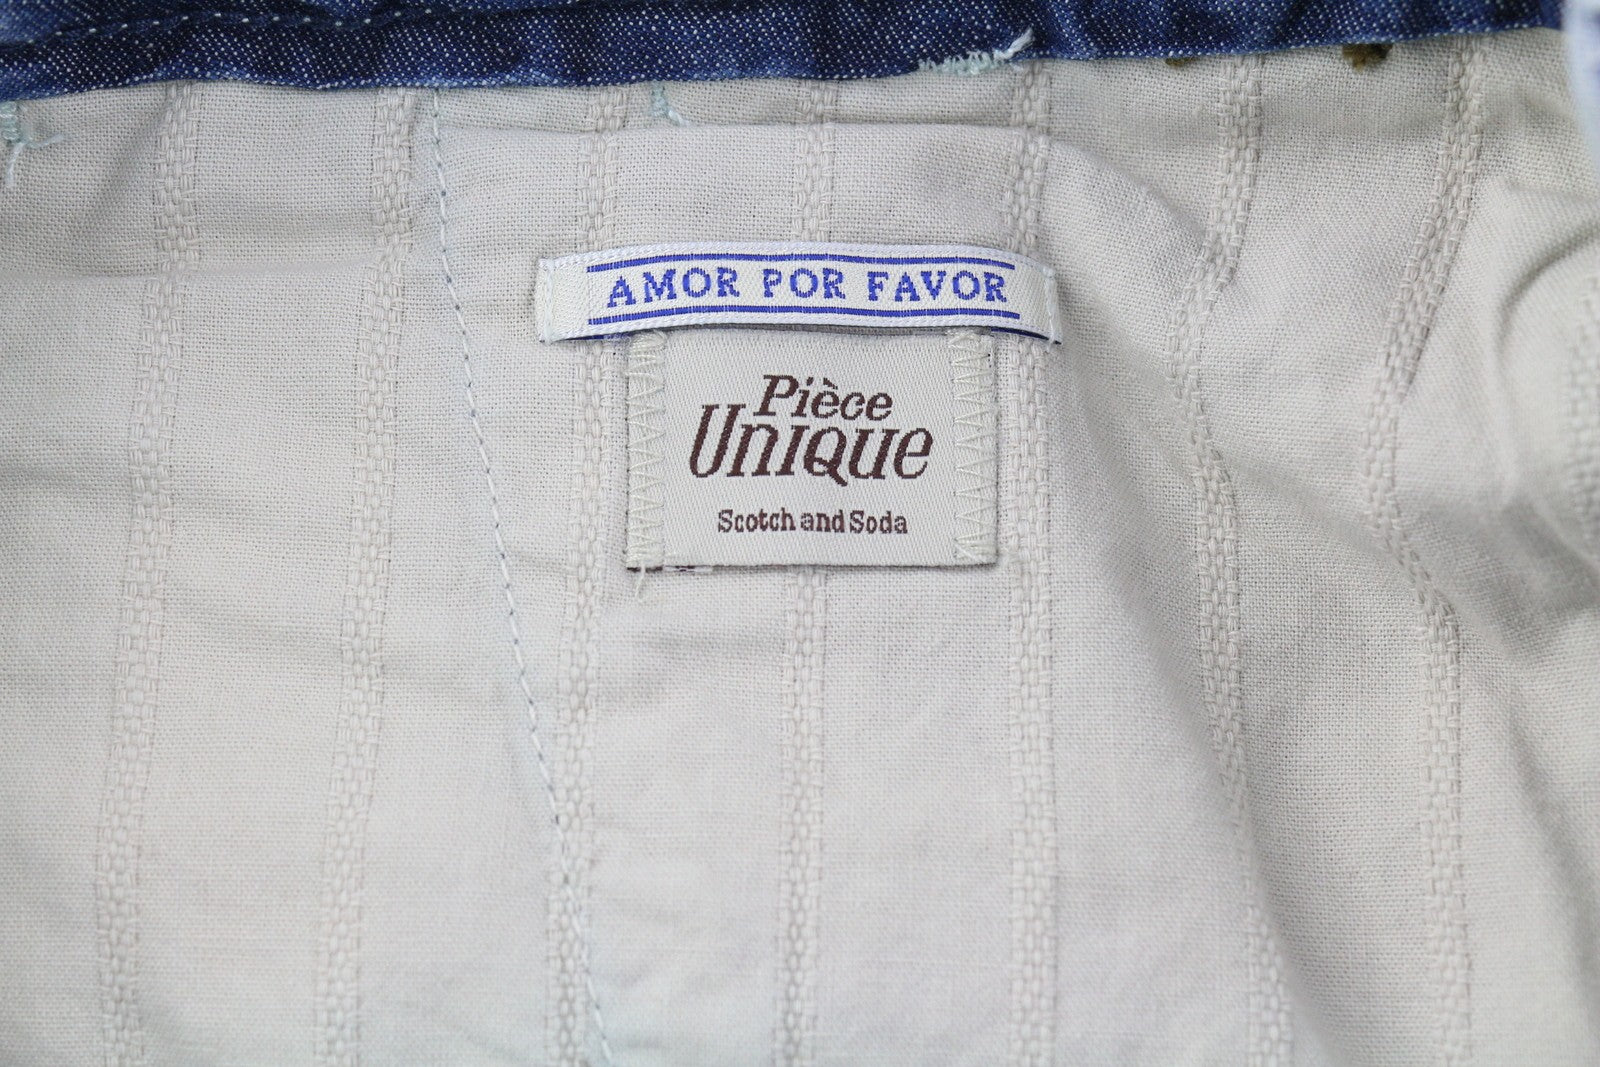 AMOR POR FAVOR
Pièce
UNIQUE
Scotch and Soda